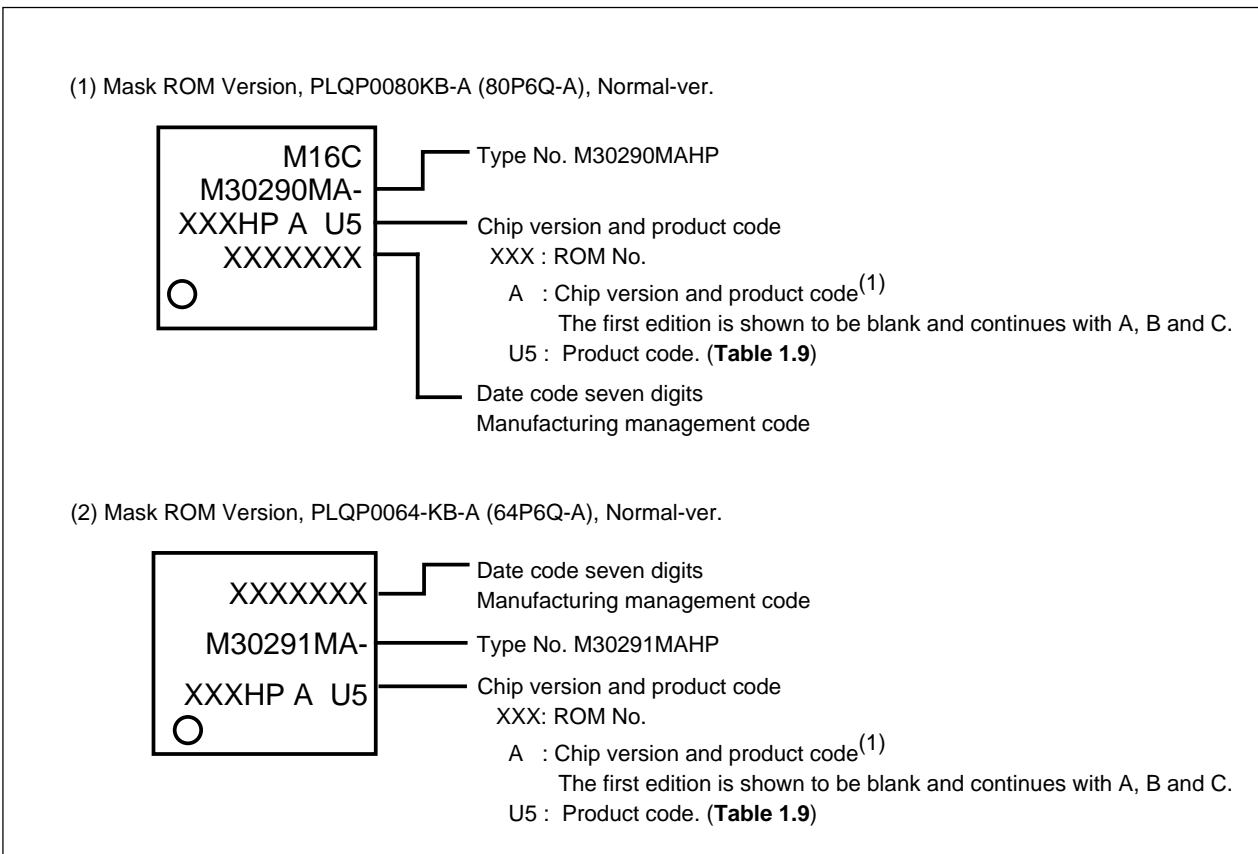 (1) Mask ROM Version, PLQP0080KB-A (80P6Q-A), Normal-ver.
M16C
M30290MA-
XXXHP A  U5
XXXXXXX
Type No. M30290MAHP
Chip version and product code
XXX : ROM No.
A   : Chip version and product code(1)
The first edition is shown to be blank and continues with A, B and C.
U5 :  Product code. (Table 1.9)
Date code seven digits
Manufacturing management code
(2) Mask ROM Version, PLQP0064-KB-A (64P6Q-A), Normal-ver.
XXXXXXX
M30291MA-
XXXHP A  U5
Date code seven digits
Manufacturing management code
Type No. M30291MAHP
Chip version and product code
XXX: ROM No.
A   : Chip version and product code(1)
The first edition is shown to be blank and continues with A, B and C.
U5 :  Product code. (Table 1.9)